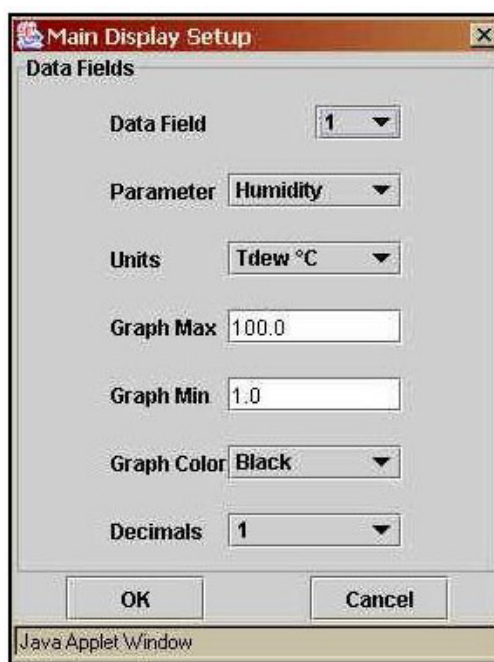 Main Display Setup
Data Fields
Data Field 1
Parameter Humidity
Units Tdew °C
Graph Max 100.0
Graph Min 1.0
Graph Color Black
Decimals 1
OK Cancel
Java Applet Window